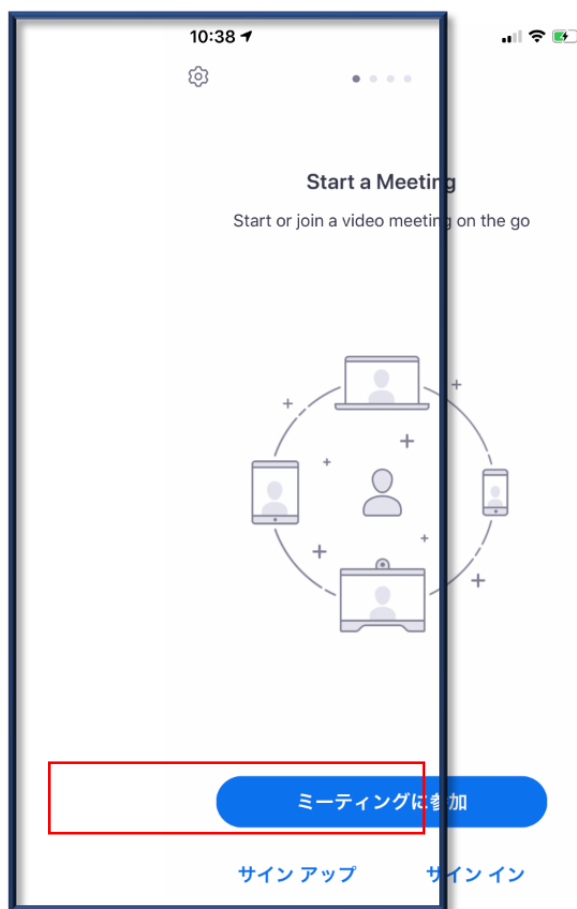 10:38
Start a Meeting
Start or join a video meeting on the go
ミーティングに参加
サイン アップ
サイン イン